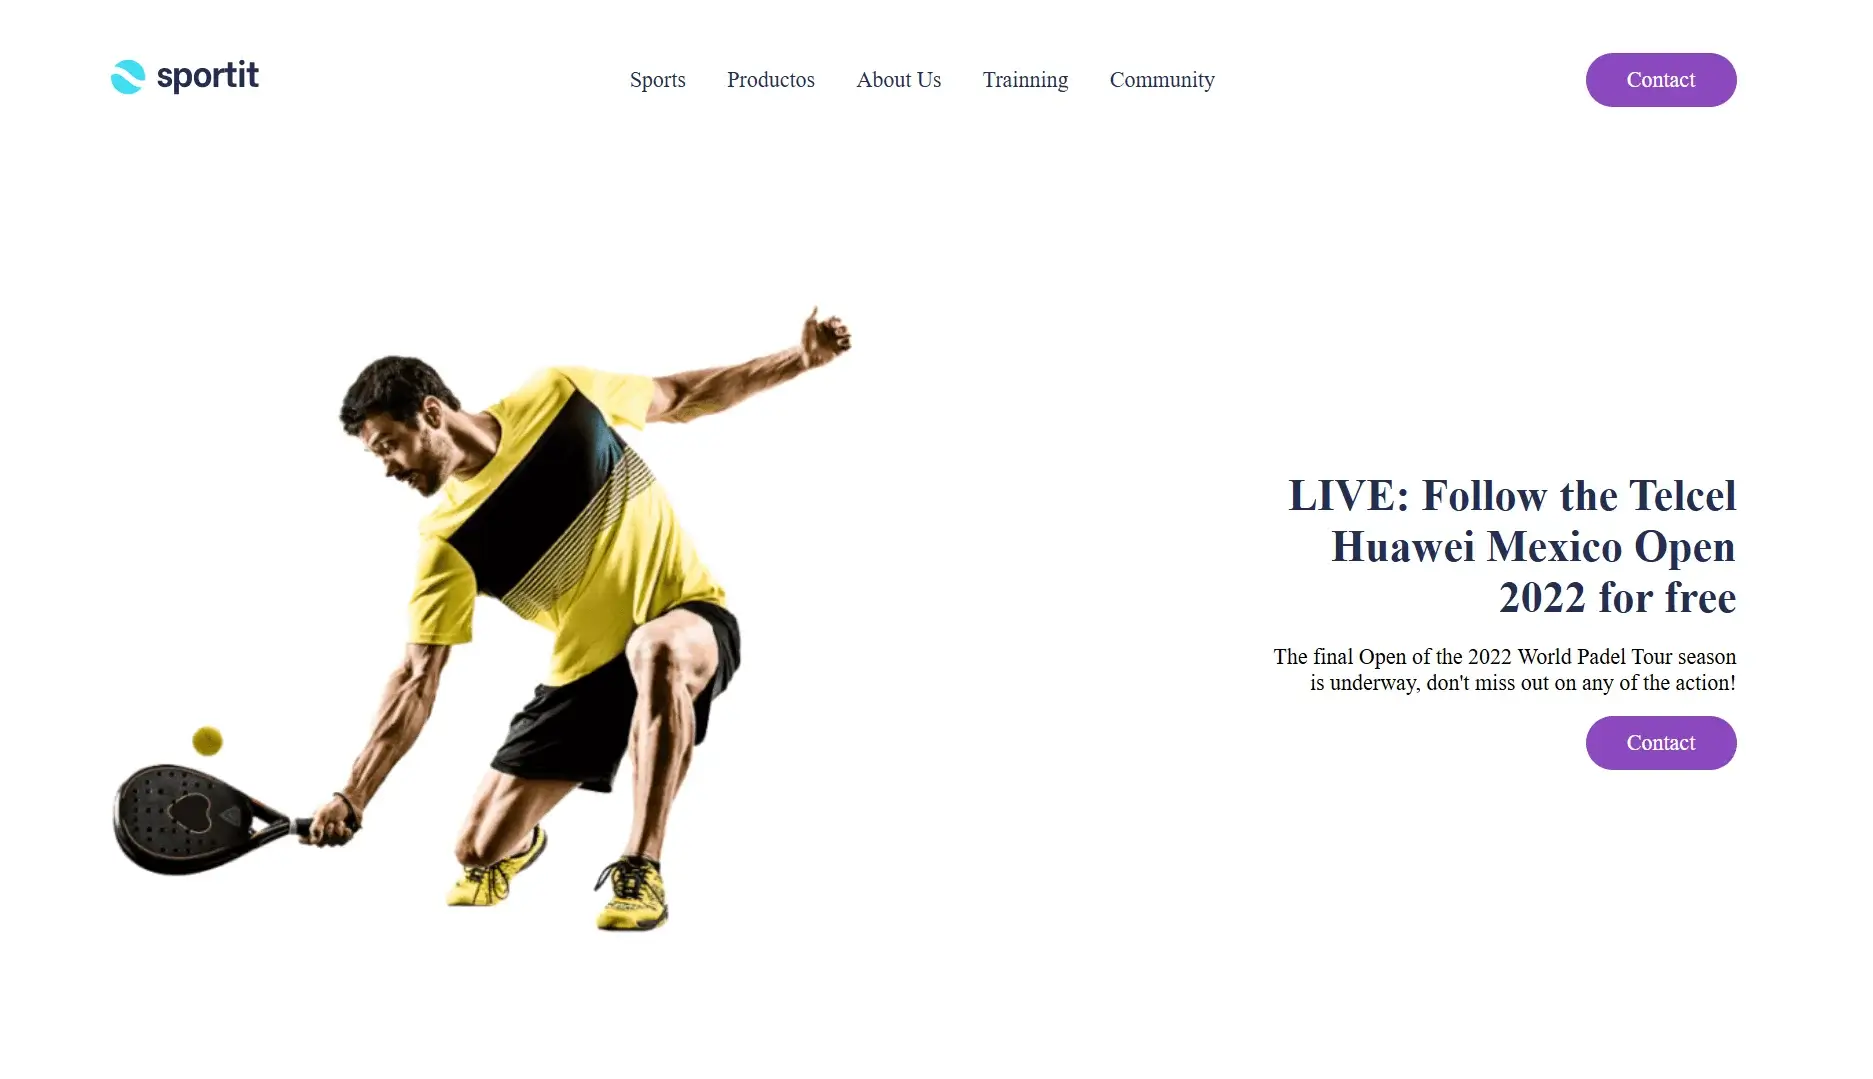 sportit
Sports
Productos
About Us
Trainning
Community
Contact
LIVE: Follow the Telcel
Huawei Mexico Open
2022 for free
The final Open of the 2022 World Padel Tour season
is underway, don't miss out on any of the action!
Contact